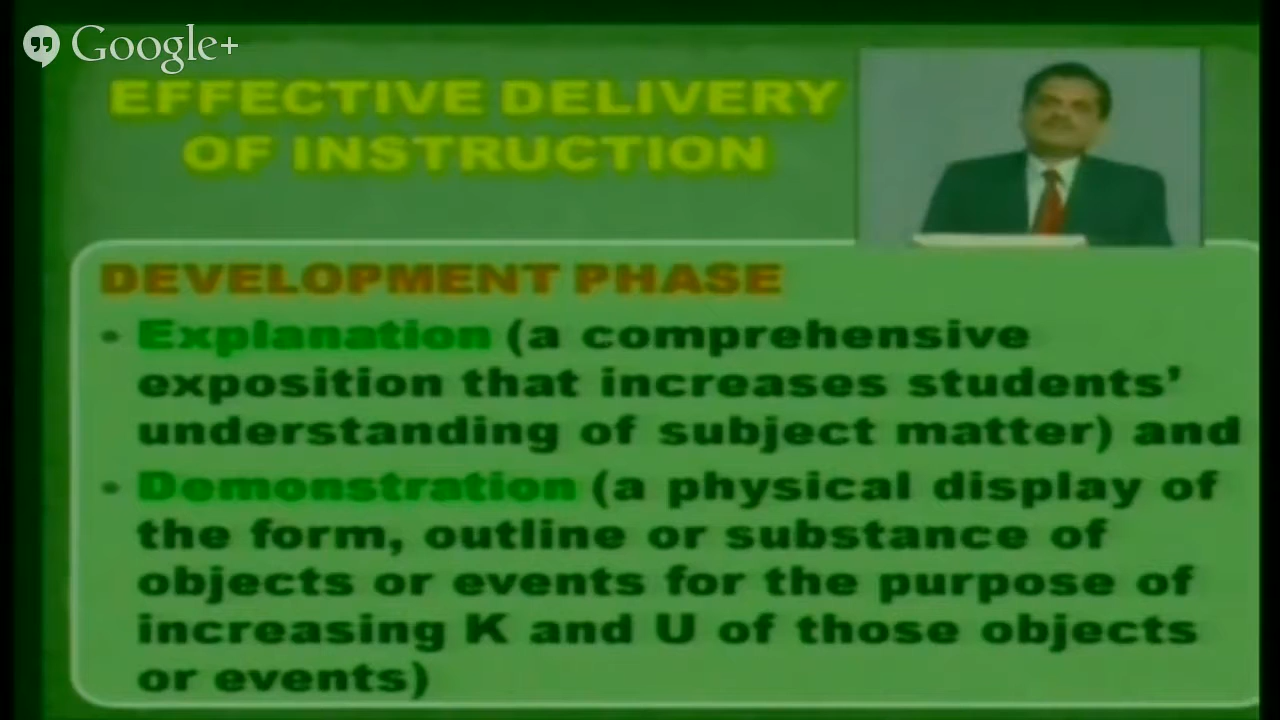 Google+
EFFECTIVE DELIVERY
OF INSTRUCTION
DEVELOPMENT PHASE
• Explanation (a comprehensive
exposition that increases students’
understanding of subject matter) and
• Demonstration (a physical display of
the form, outline or substance of
objects or events for the purpose of
increasing K and U of those objects
or events)